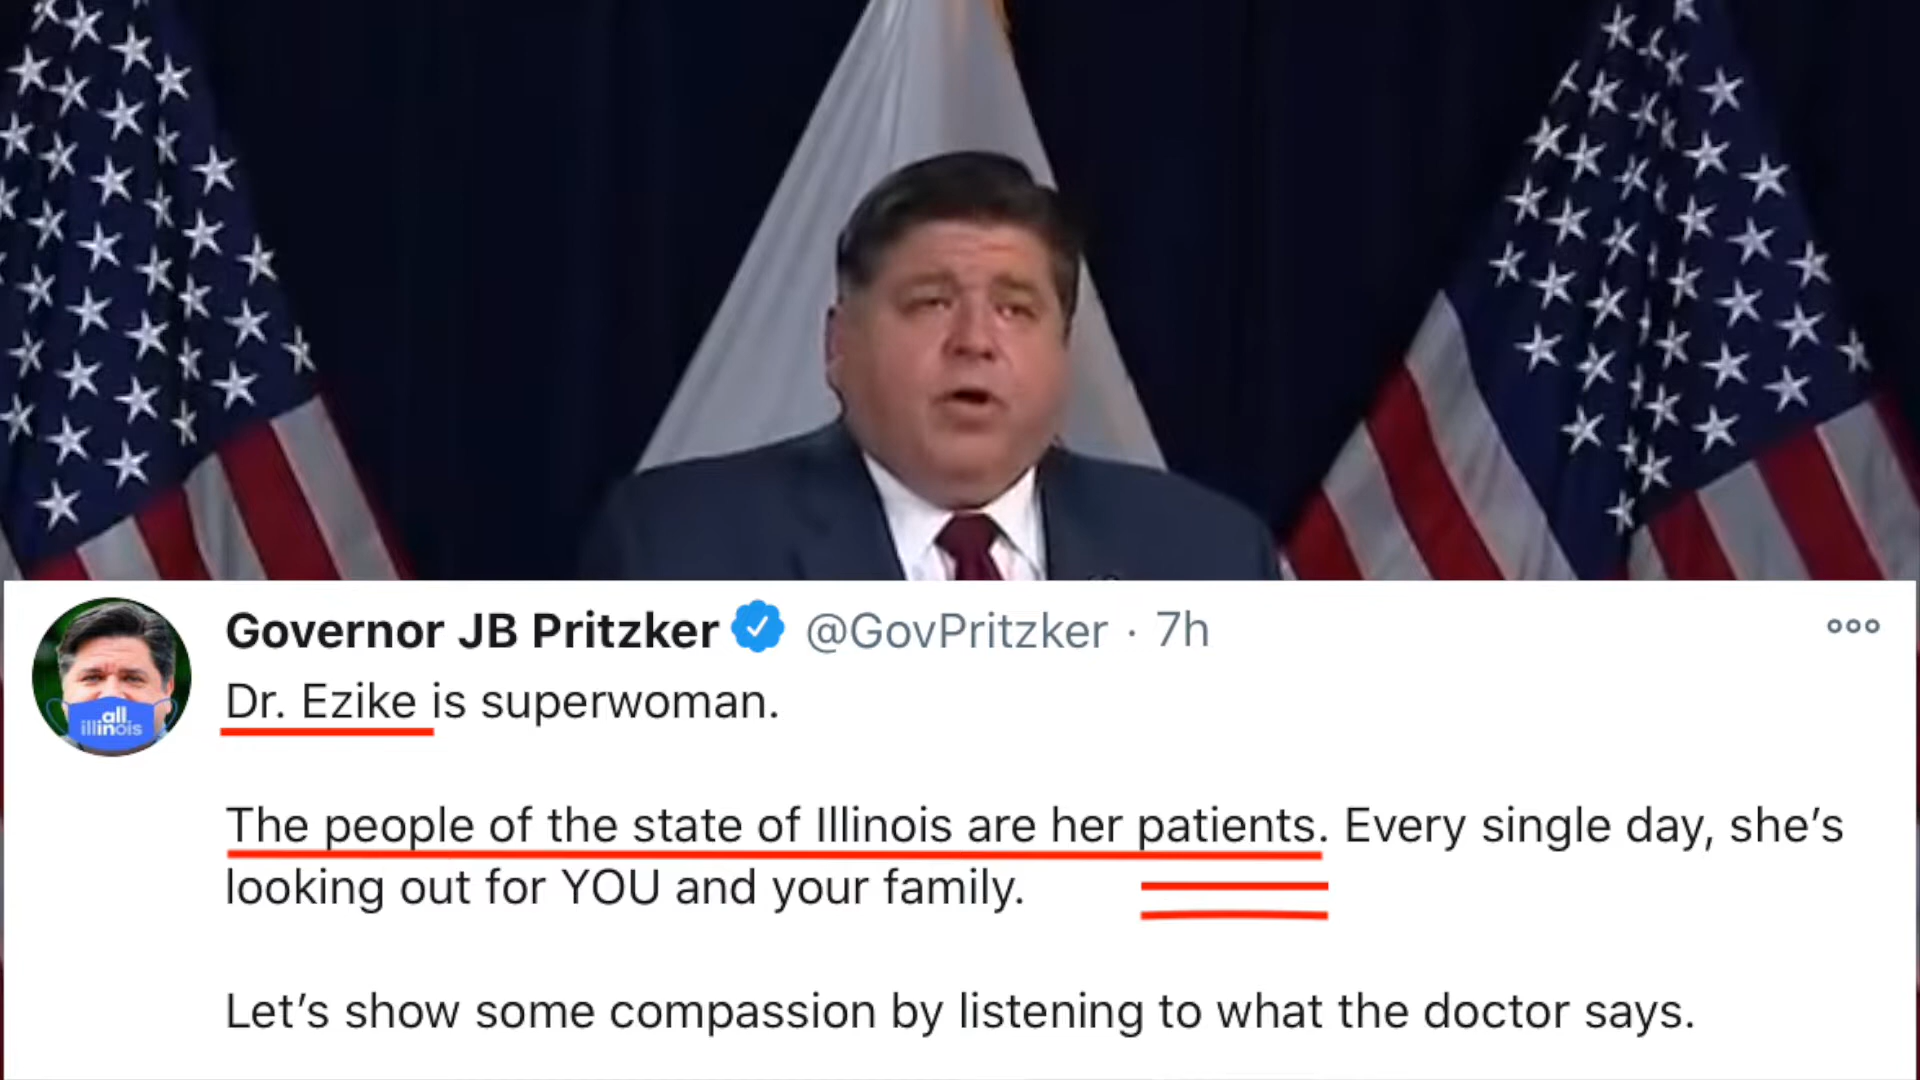 Governor JB Pritzker @GovPritzker · 7h
all
illinois
Dr. Ezike is superwoman.
The people of the state of Illinois are her patients. Every single day, she's
looking out for YOU and your family.
Let's show some compassion by listening to what the doctor says.